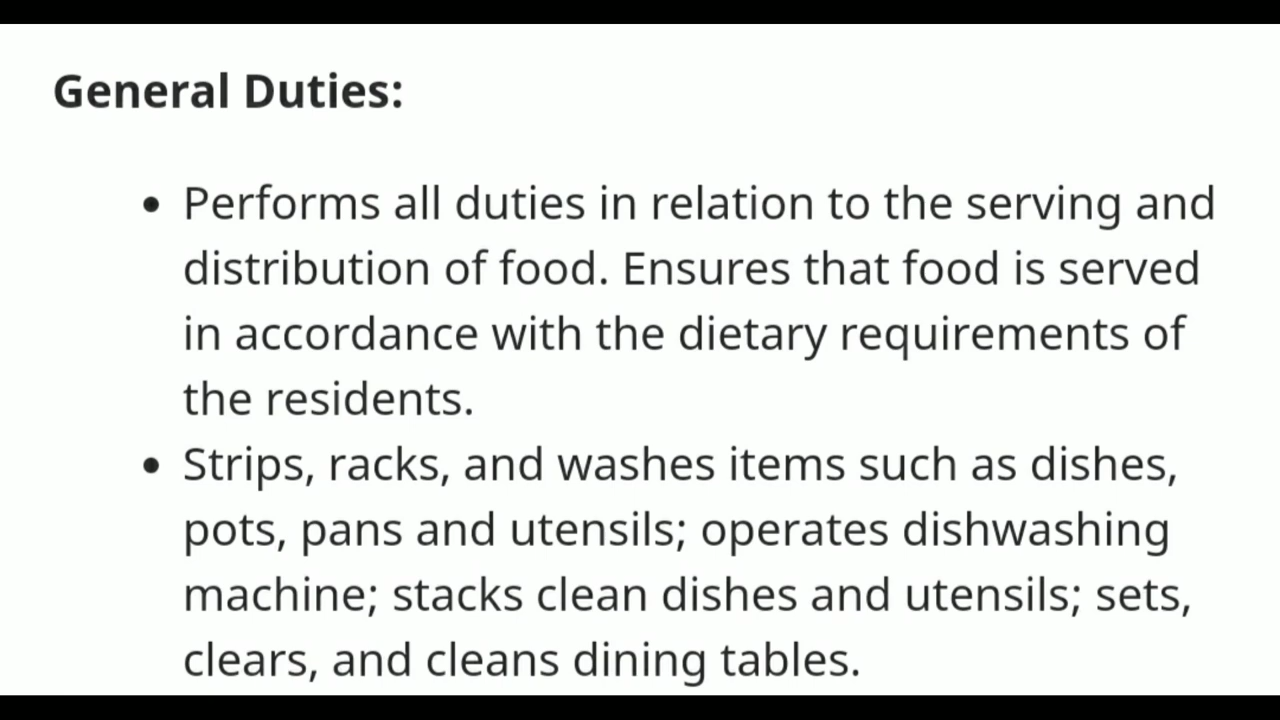 General Duties:
• Performs all duties in relation to the serving and
distribution of food. Ensures that food is served
in accordance with the dietary requirements of
the residents.
• Strips, racks, and washes items such as dishes,
pots, pans and utensils; operates dishwashing
machine; stacks clean dishes and utensils; sets,
clears, and cleans dining tables.